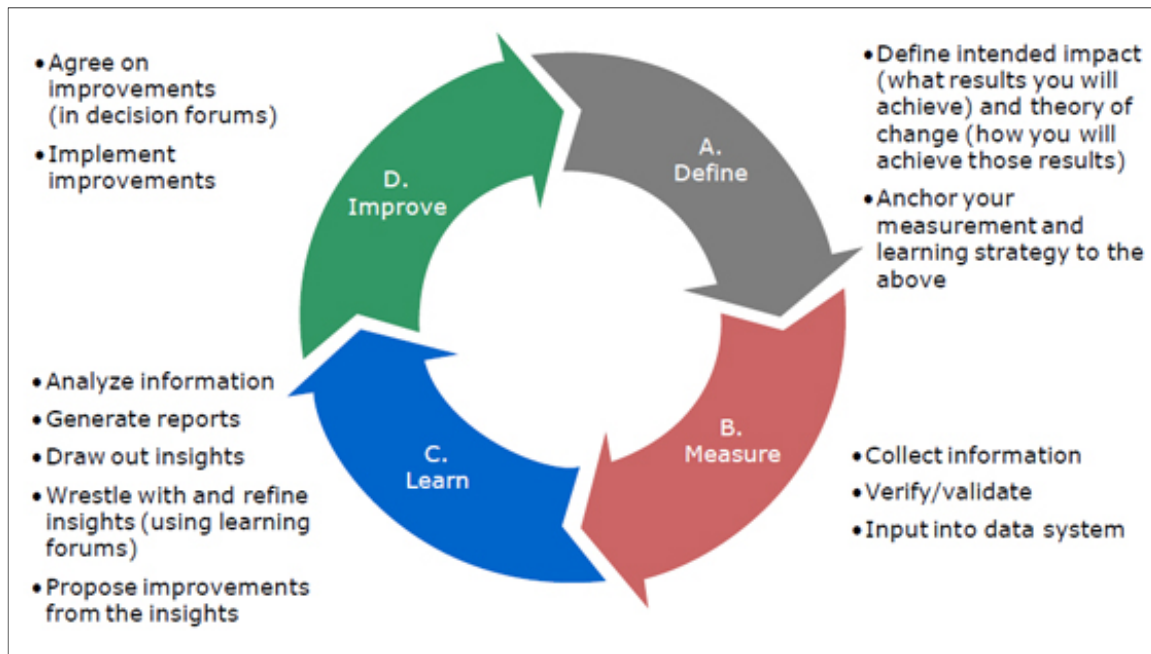 • Agree on
improvements
(in decision forums)
• Implement
improvements
D.
Improve
A.
Define
• Define intended impact
(what results you will
achieve) and theory of
change (how you will
achieve those results)
• Anchor your
measurement and
learning strategy to the
above
• Analyze information
• Generate reports
• Draw out insights
• Wrestle with and refine
insights (using learning
forums)
• Propose improvements
from the insights
C.
Learn
B.
Measure
• Collect information
• Verify/validate
• Input into data system